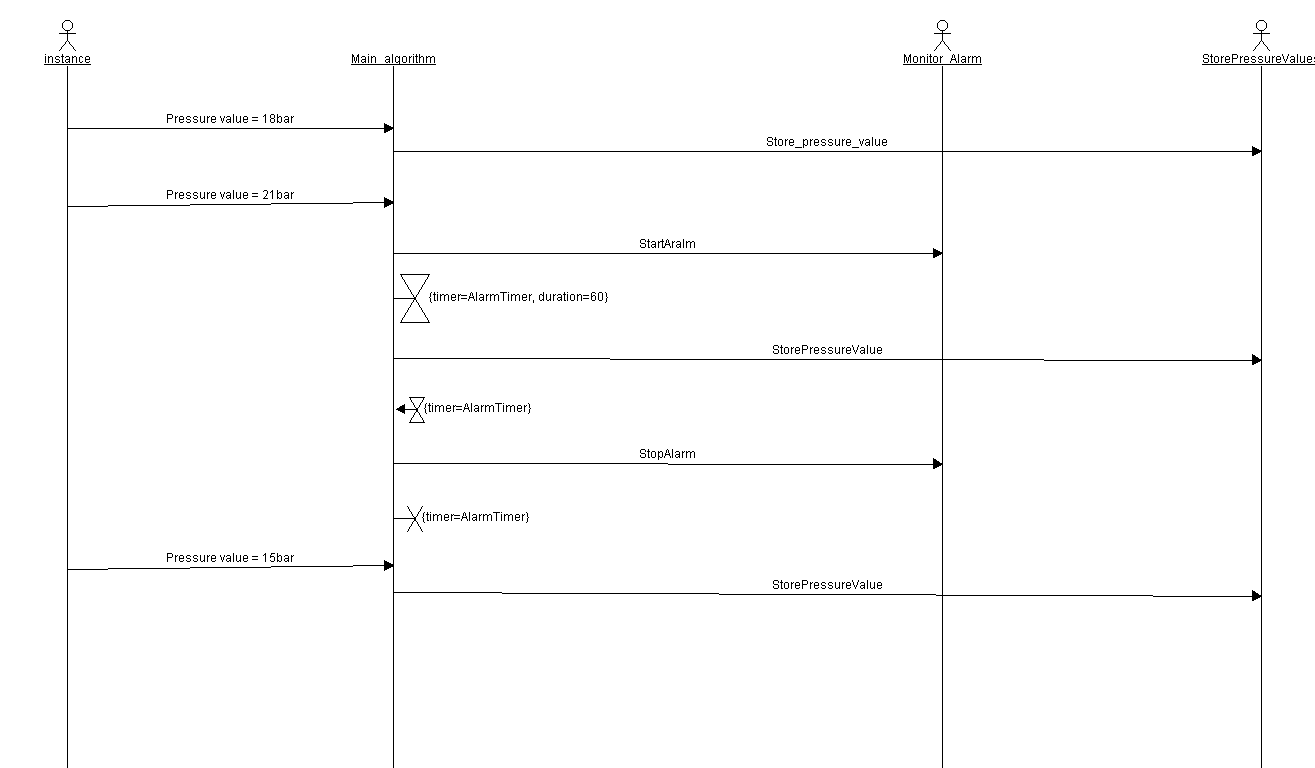 instance
Main_algorithm
Monitor_Alarm
StorePressureValues
Pressure value = 18bar
Store_pressure_value
Pressure value = 21bar
StartAralm
{timer=AlarmTimer, duration=60}
StorePressureValue
{timer=AlarmTimer}
StopAlarm
{timer=AlarmTimer}
Pressure value = 15bar
StorePressureValue